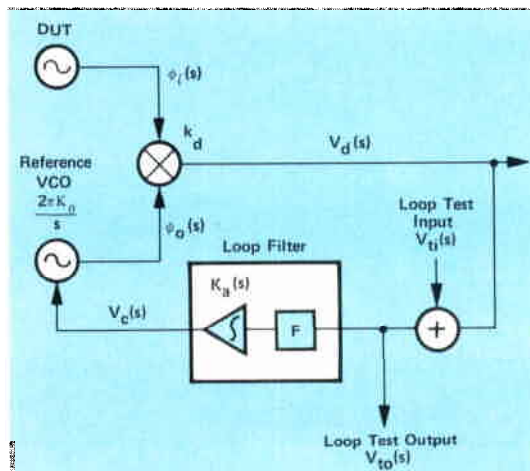 DUT
ϕi(s)
kd
Vd(s)
Reference
VCO
2πKo
s
ϕo(s)
Loop Test
Input
Vti(s)
Loop Filter
Ka(s)
Vc(s)
∫
F
+
Loop Test Output
Vto(s)